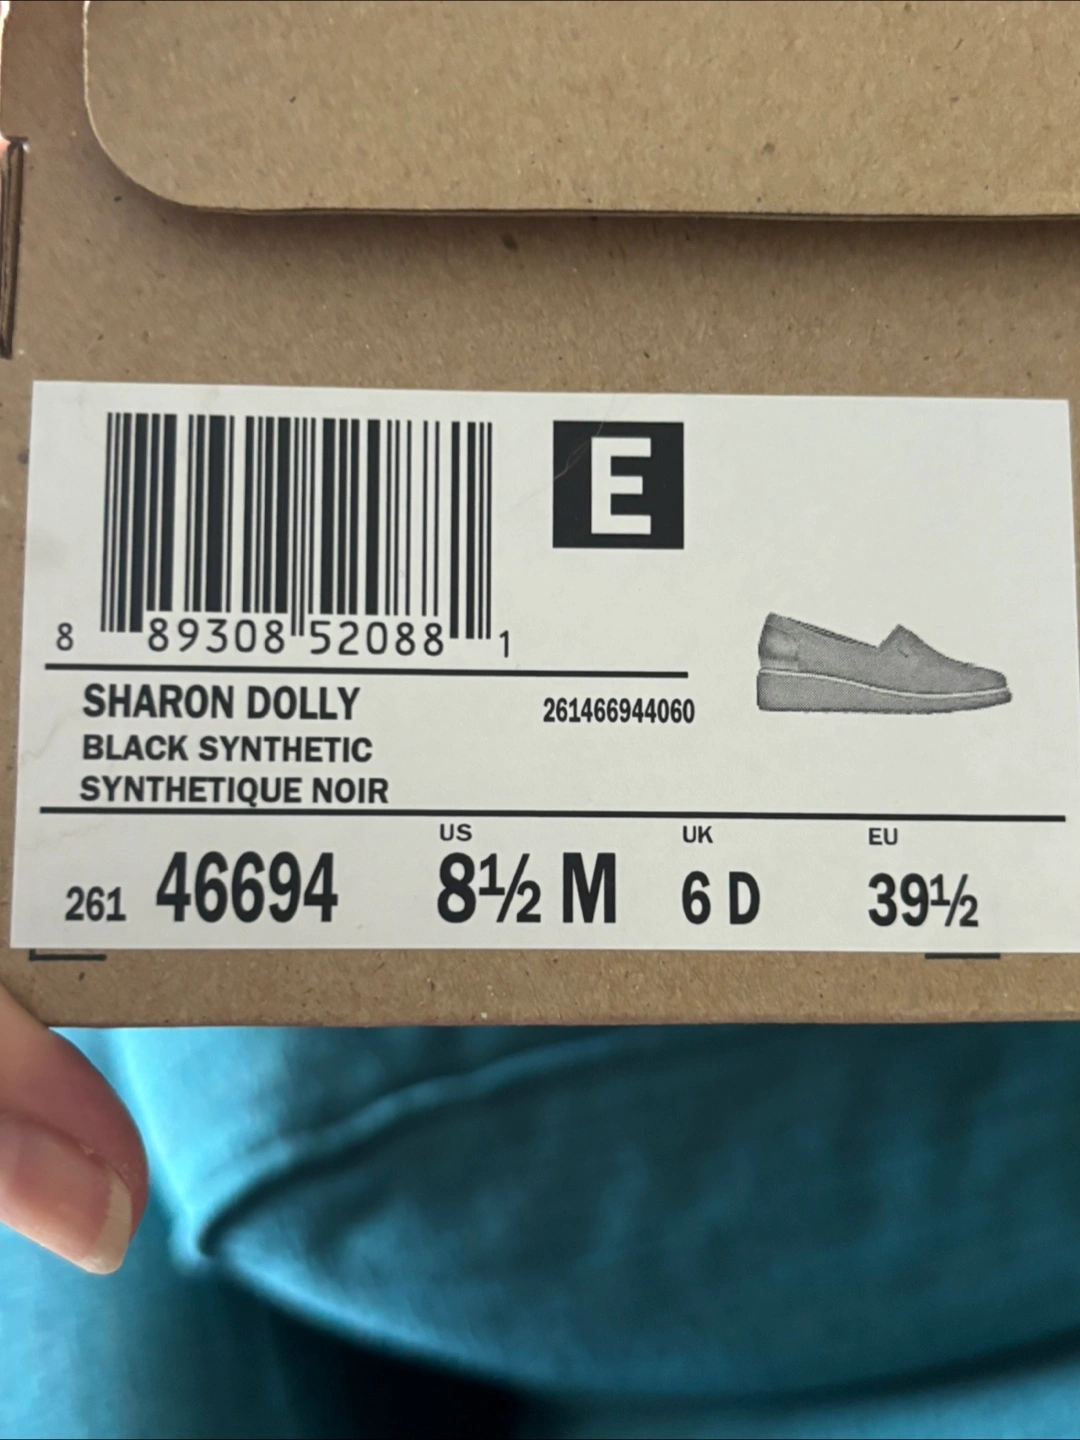 E
8 89308 52088 1
SHARON DOLLY
261466944060
BLACK SYNTHETIC
SYNTHETIQUE NOIR
US UK EU
261 46694 8½ M 6 D 39½